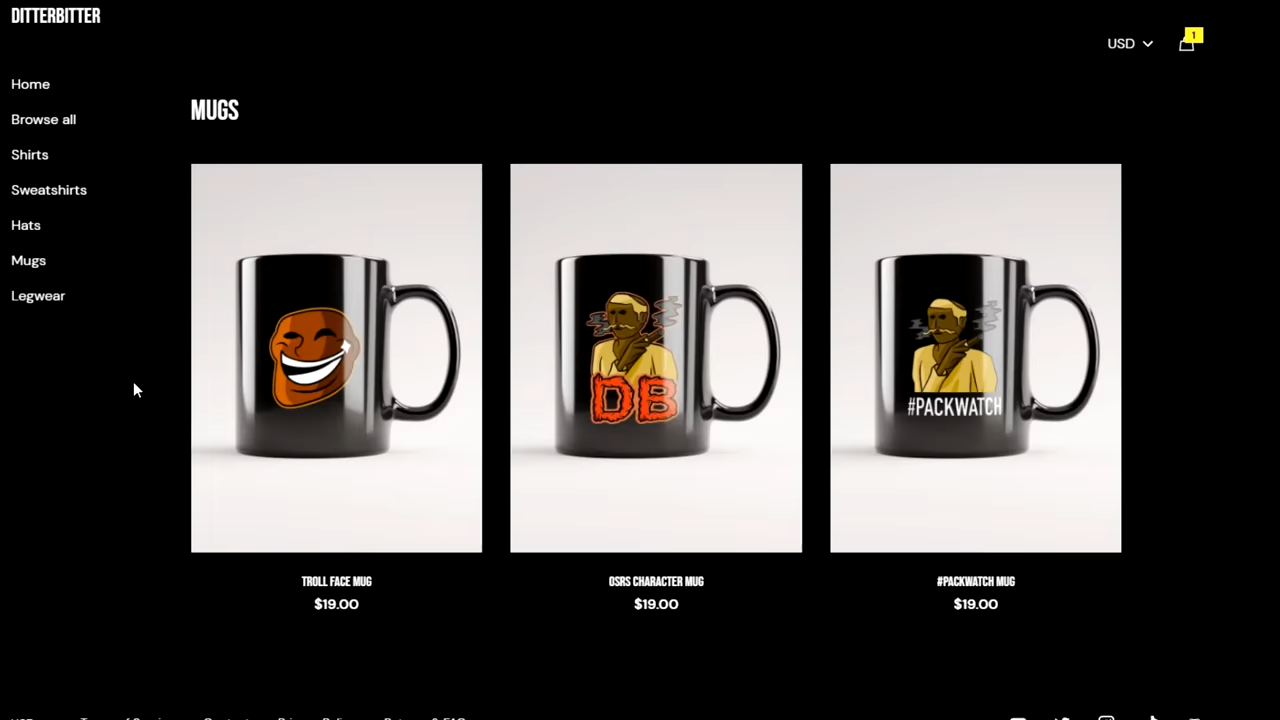 DITTERBITTER
USD
1
Home
Browse all
Shirts
Sweatshirts
Hats
Mugs
Legwear
MUGS
DB
#PACKWATCH
TROLL FACE MUG
$19.00
OSRS CHARACTER MUG
$19.00
#PACKWATCH MUG
$19.00